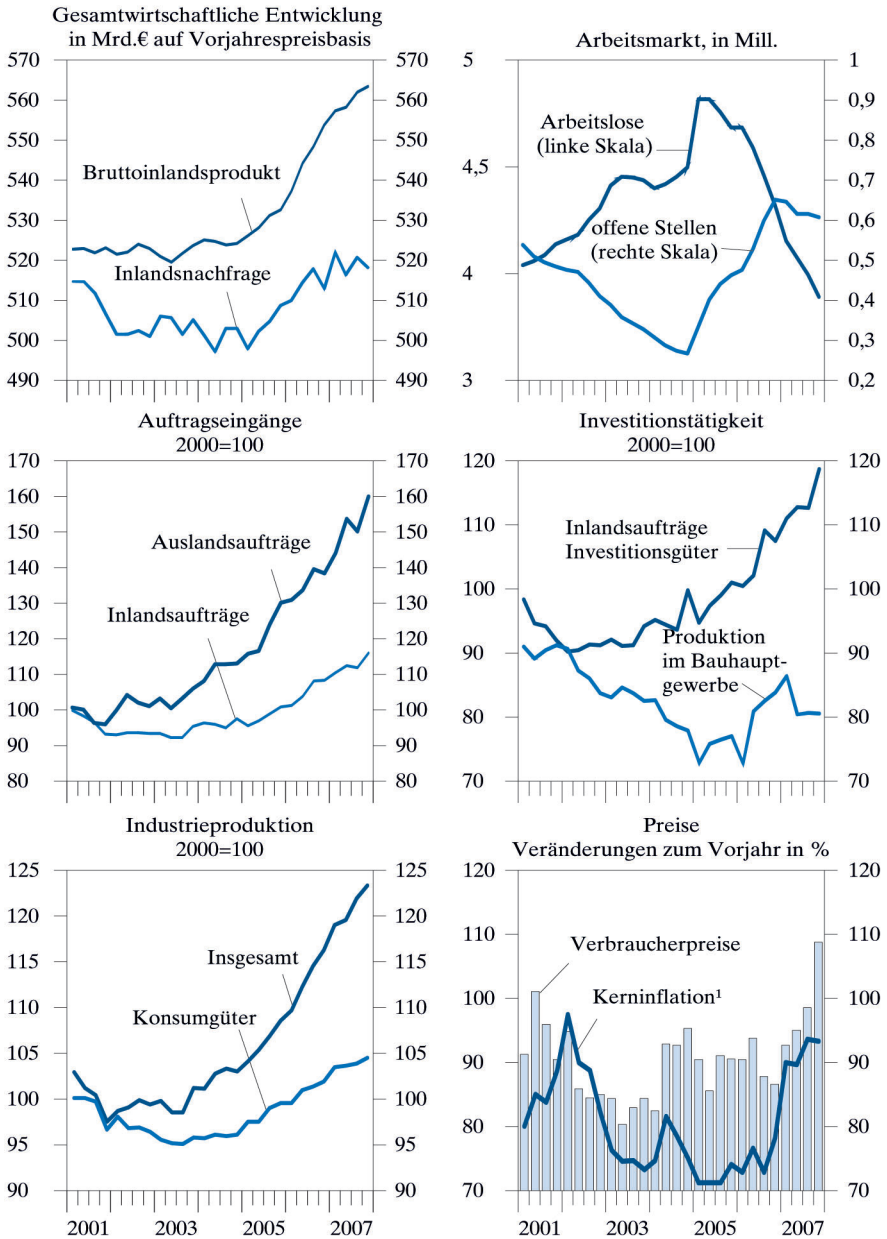 Gesamtwirtschaftliche Entwicklung
in Mrd.€ auf Vorjahrespreisbasis
570 570
560 560
550 550
540 540
530 530
520 520
510 510
500 500
490 490
Bruttoinlandsprodukt
Inlandsnachfrage
Arbeitsmarkt, in Mill.
5 1
0,9
0,8
4,5 0,7
0,6
0,5
4 0,4
0,3
3 0,2
Arbeitslose
(linke Skala)
offene Stellen
(rechte Skala)
Auftragseingänge
2000=100
170 170
160 160
150 150
140 140
130 130
120 120
110 110
100 100
90 90
80 80
Auslandsaufträge
Inlandsaufträge
Investitionstätigkeit
2000=100
120 120
110 110
100 100
90 90
80 80
70 70
Inlandsaufträge
Investitionsgüter
Produktion
im Bauhaupt-
gewerbe
Industrieproduktion
2000=100
125 125
120 120
115 115
110 110
105 105
100 100
95 95
90 90
Insgesamt
Konsumgüter
2001 2003 2005 2007
Preise
Veränderungen zum Vorjahr in %
120 120
110 110
100 100
90 90
80 80
70 70
Verbraucherpreise
Kerninflation¹
2001 2003 2005 2007